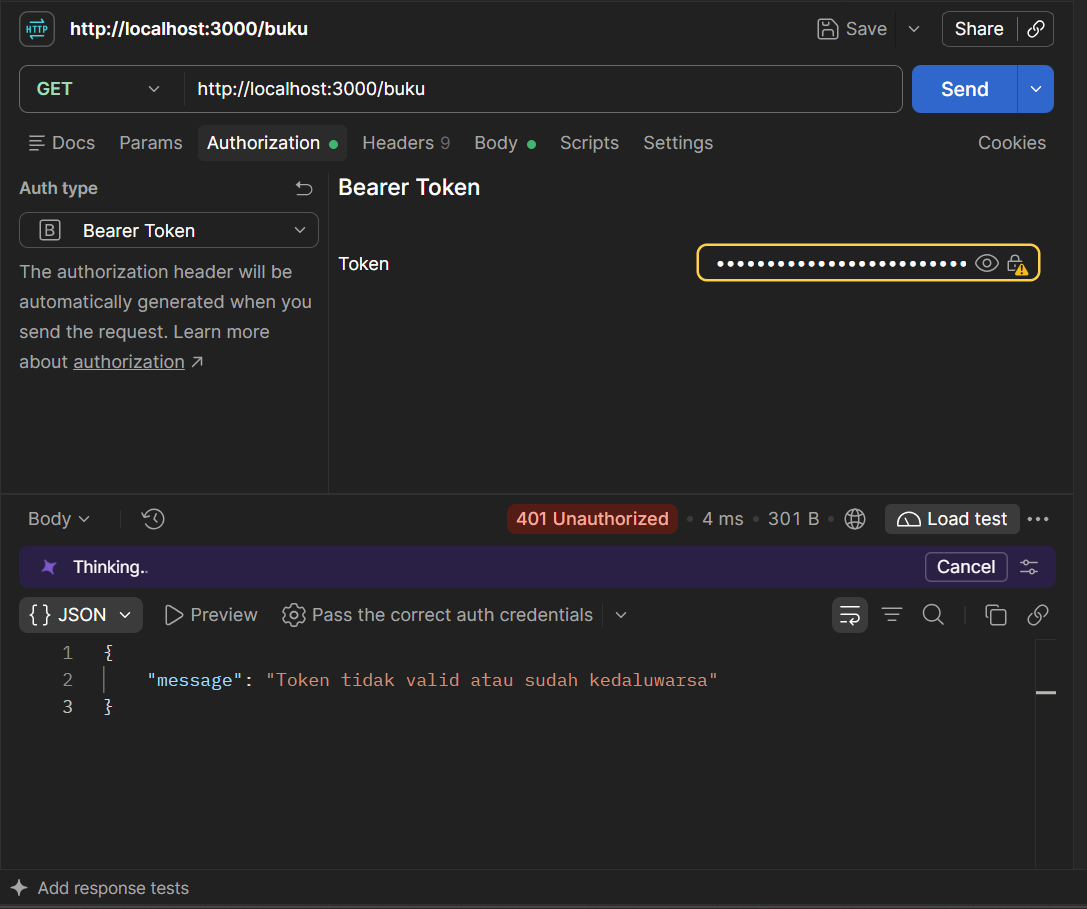 HTTP http://localhost:3000/buku Save Share
GET http://localhost:3000/buku Send
Docs Params Authorization Headers 9 Body Scripts Settings Cookies
Auth type
B Bearer Token
The authorization header will be
automatically generated when you
send the request. Learn more
about authorization ↗
Bearer Token
Token ••••••••••••••••••••••••
Body 401 Unauthorized • 4 ms • 301 B • Load test
Thinking.. Cancel
{} JSON Preview Pass the correct auth credentials
1 {
2 "message": "Token tidak valid atau sudah kedaluwarsa"
3 }
Add response tests